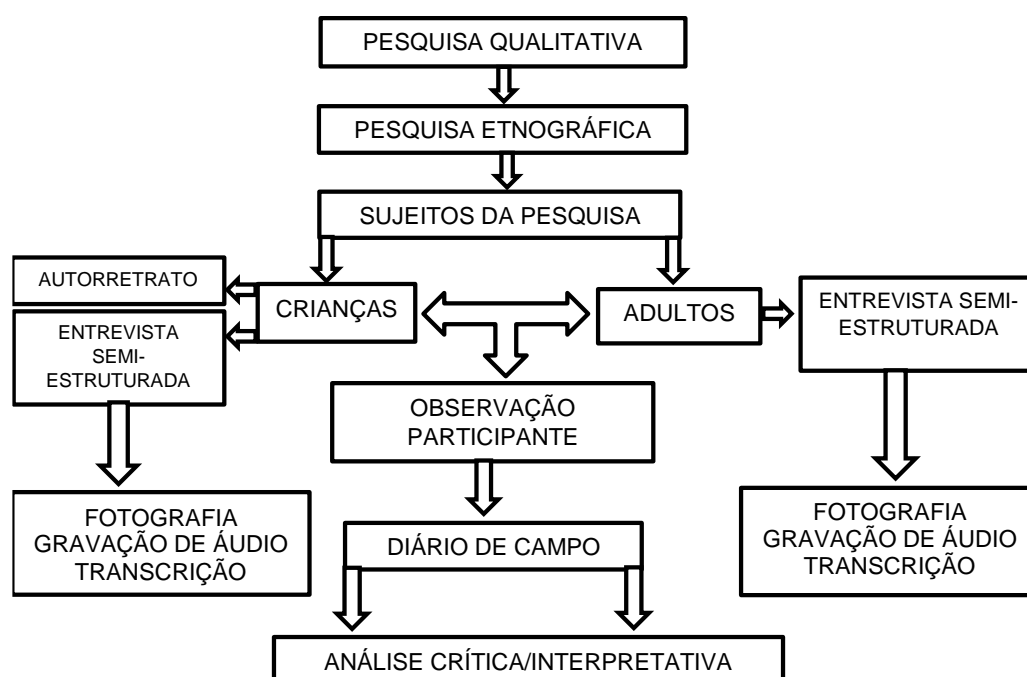 PESQUISA QUALITATIVA
PESQUISA ETNOGRÁFICA
SUJEITOS DA PESQUISA
AUTORRETRATO
CRIANÇAS
ADULTOS
ENTREVISTA SEMI-
ESTRUTURADA
ENTREVISTA
SEMI-
ESTRUTURADA
OBSERVAÇÃO
PARTICIPANTE
FOTOGRAFIA
GRAVAÇÃO DE ÁUDIO
TRANSCRIÇÃO
DIÁRIO DE CAMPO
FOTOGRAFIA
GRAVAÇÃO DE ÁUDIO
TRANSCRIÇÃO
ANÁLISE CRÍTICA/INTERPRETATIVA